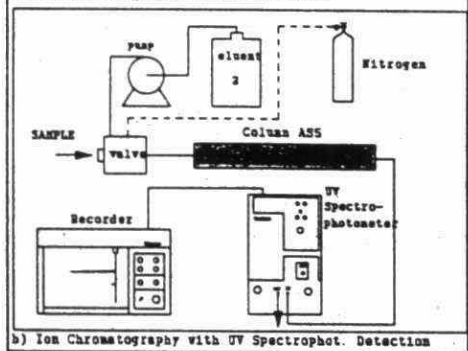 pump
eluent
2
Nitrogen
SAMPLE
valve
Column AS5
UV
Spectro-
photometer
Recorder
b) Ion Chromatography with UV Spectrophot. Detection